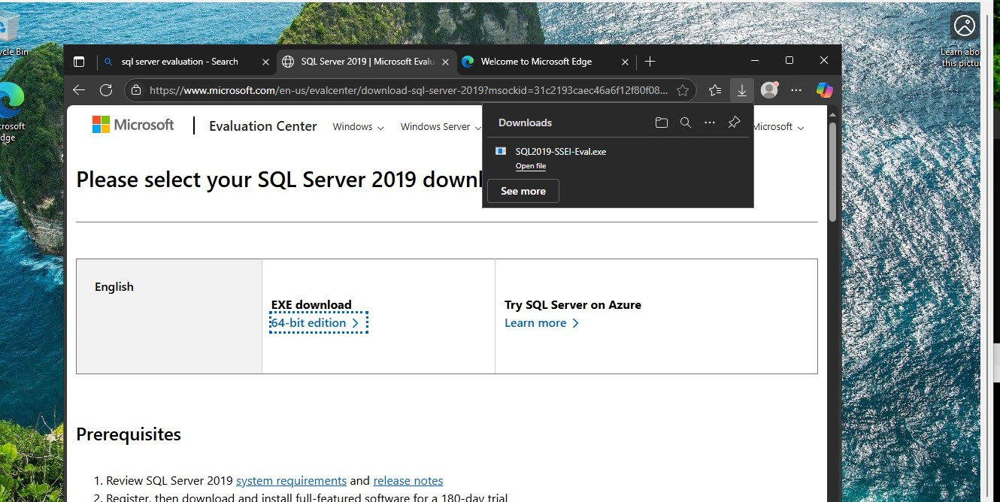 cle Bin
rosoft
dge
Learn abo
this pictu
sql server evaluation - Search
SQL Server 2019 | Microsoft Evalu
Welcome to Microsoft Edge
https://www.microsoft.com/en-us/evalcenter/download-sql-server-2019?msockid=31c2193caec46a6f12f80f08...
Microsoft
Evaluation Center
Windows
Windows Server
Microsoft
Downloads
SQL2019-SSEI-Eval.exe
Open file
See more
Please select your SQL Server 2019 downl
English
EXE download
64-bit edition
Try SQL Server on Azure
Learn more
Prerequisites
1. Review SQL Server 2019 system requirements and release notes
2. Register, then download and install full-featured software for a 180-day trial